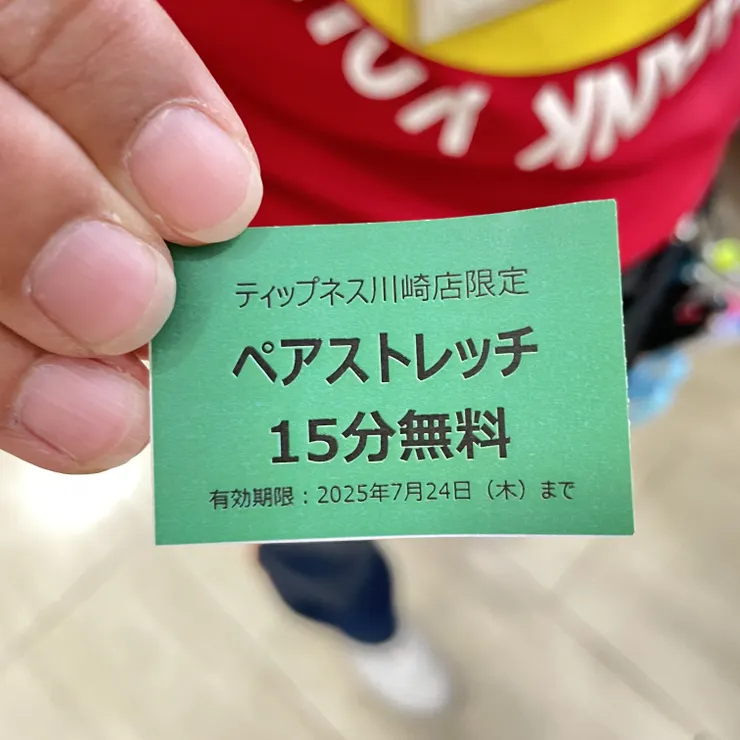 THANK YOU
ティップネス川崎店限定
ペアストレッチ
15分無料
有効期限：2025年7月24日（木）まで